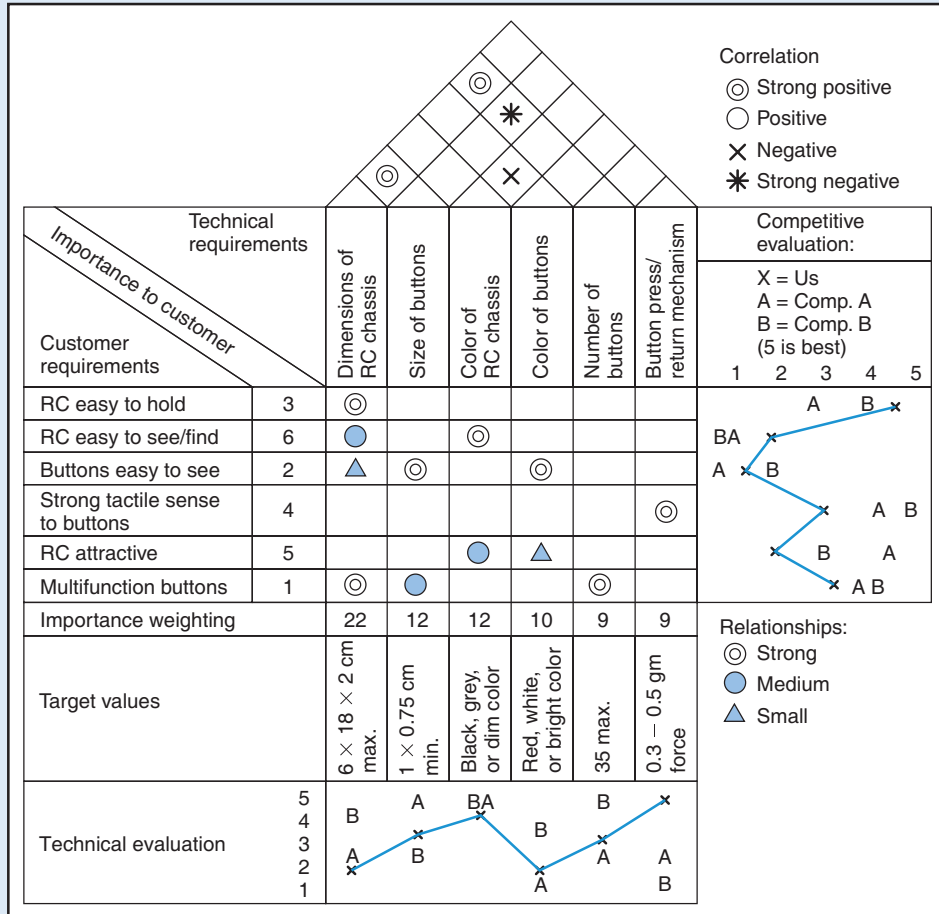 Correlation
Strong positive
Positive
Negative
Strong negative
Technical
requirements
Importance to customer
Customer
requirements
Dimensions of
RC chassis
Size of buttons
Color of
RC chassis
Color of buttons
Number of
buttons
Button press/
return mechanism
Competitive
evaluation:
X = Us
A = Comp. A
B = Comp. B
(5 is best)
1 2 3 4 5
RC easy to hold 3 A B
RC easy to see/find 6 BA
Buttons easy to see 2 A B
Strong tactile sense
to buttons 4 A B
RC attractive 5 B A
Multifunction buttons 1 A B
Importance weighting 22 12 12 10 9 9
Relationships:
Strong
Medium
Small
Target values
6 × 18 × 2 cm
max.
1 × 0.75 cm
min.
Black, grey,
or dim color
Red, white,
or bright color
35 max.
0.3 – 0.5 gm
force
Technical evaluation
5 A BA B
4 B B
3
2 A B A A
1 A B